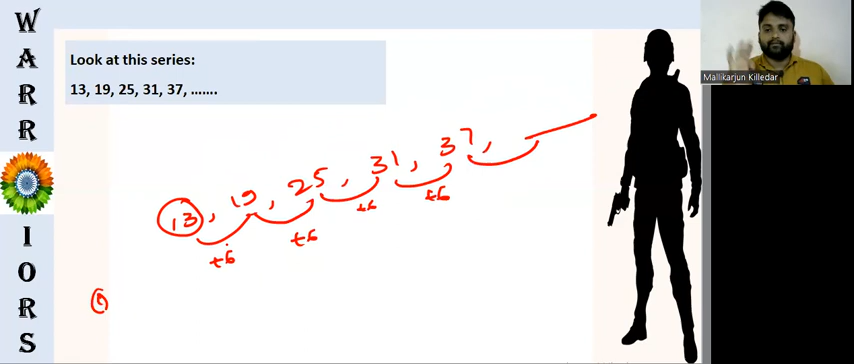 WARRIORS
Look at this series:
13, 19, 25, 31, 37, .......
Mallikarjun Killedar
13, 19, 25, 31, 37,
+6 +6 +6 +6